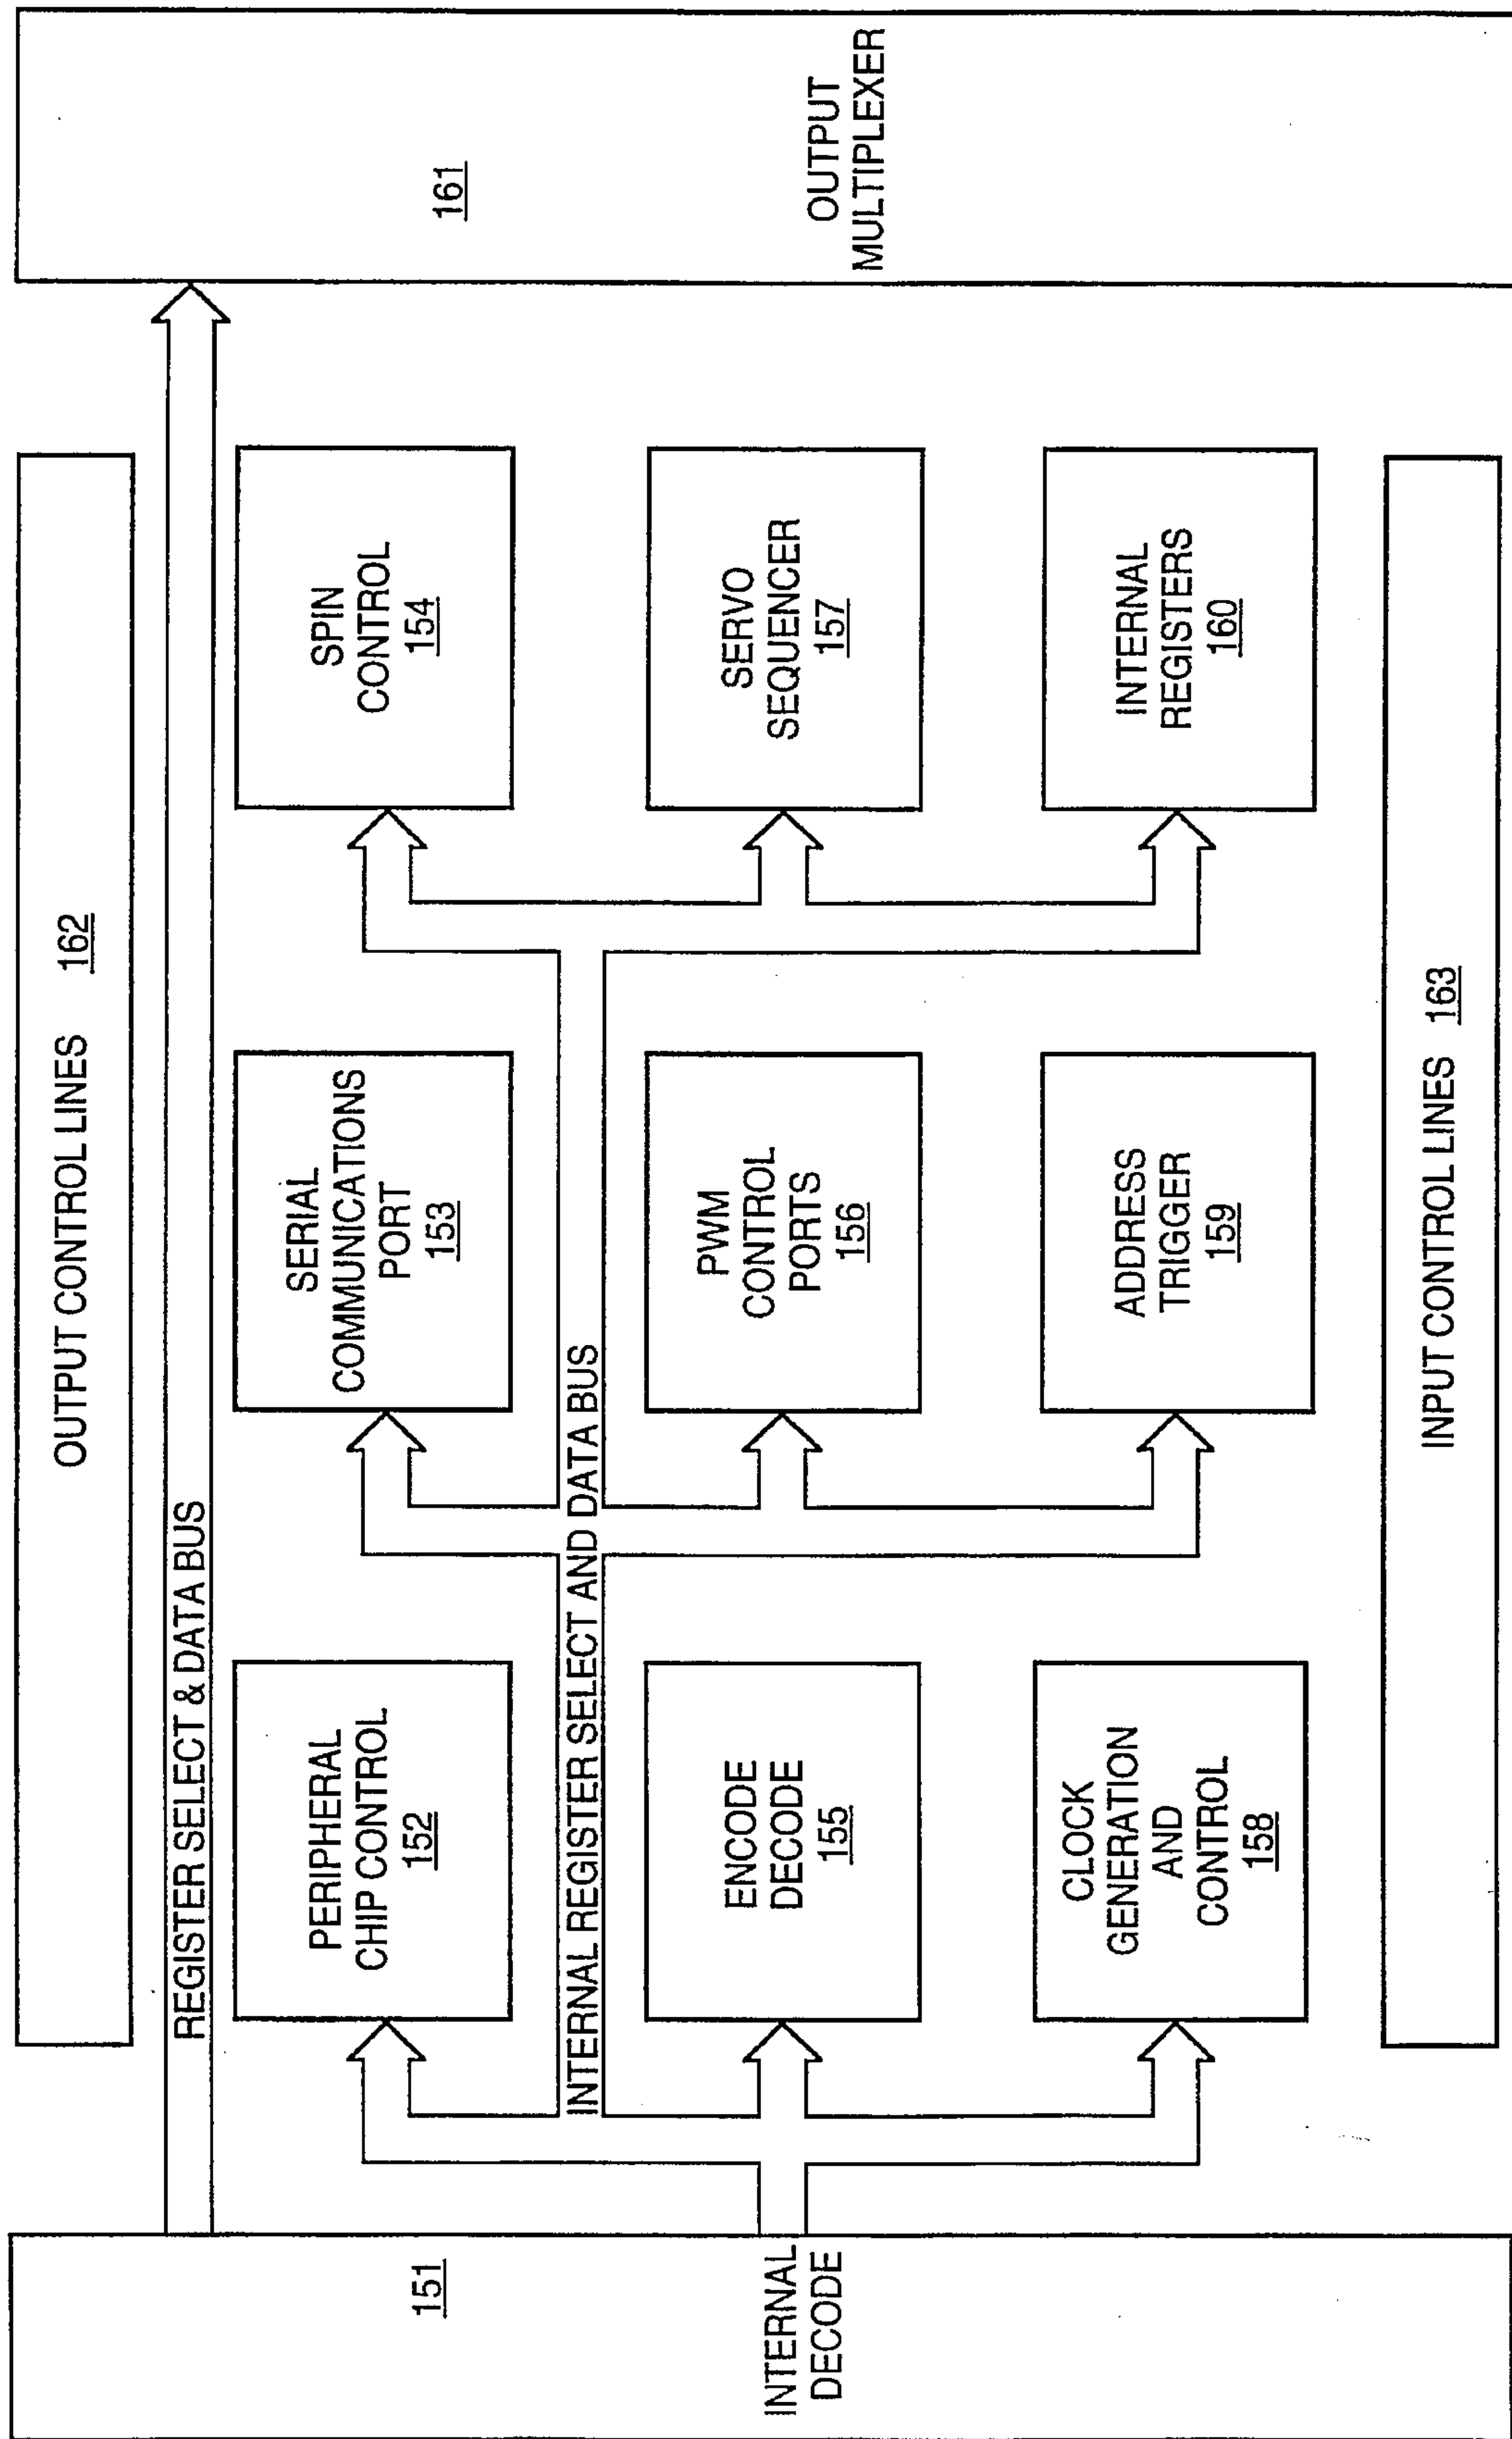 OUTPUT CONTROL LINES 162
REGISTER SELECT & DATA BUS
INTERNAL
DECODE
151
PERIPHERAL
CHIP CONTROL
152
SERIAL
COMMUNICATIONS
PORT
153
SPIN
CONTROL
154
INTERNAL REGISTER SELECT AND DATA BUS
ENCODE
DECODE
155
PWM
CONTROL
PORTS
156
SERVO
SEQUENCER
157
CLOCK
GENERATION
AND
CONTROL
158
ADDRESS
TRIGGER
159
INTERNAL
REGISTERS
160
161
OUTPUT
MULTIPLEXER
INPUT CONTROL LINES 163